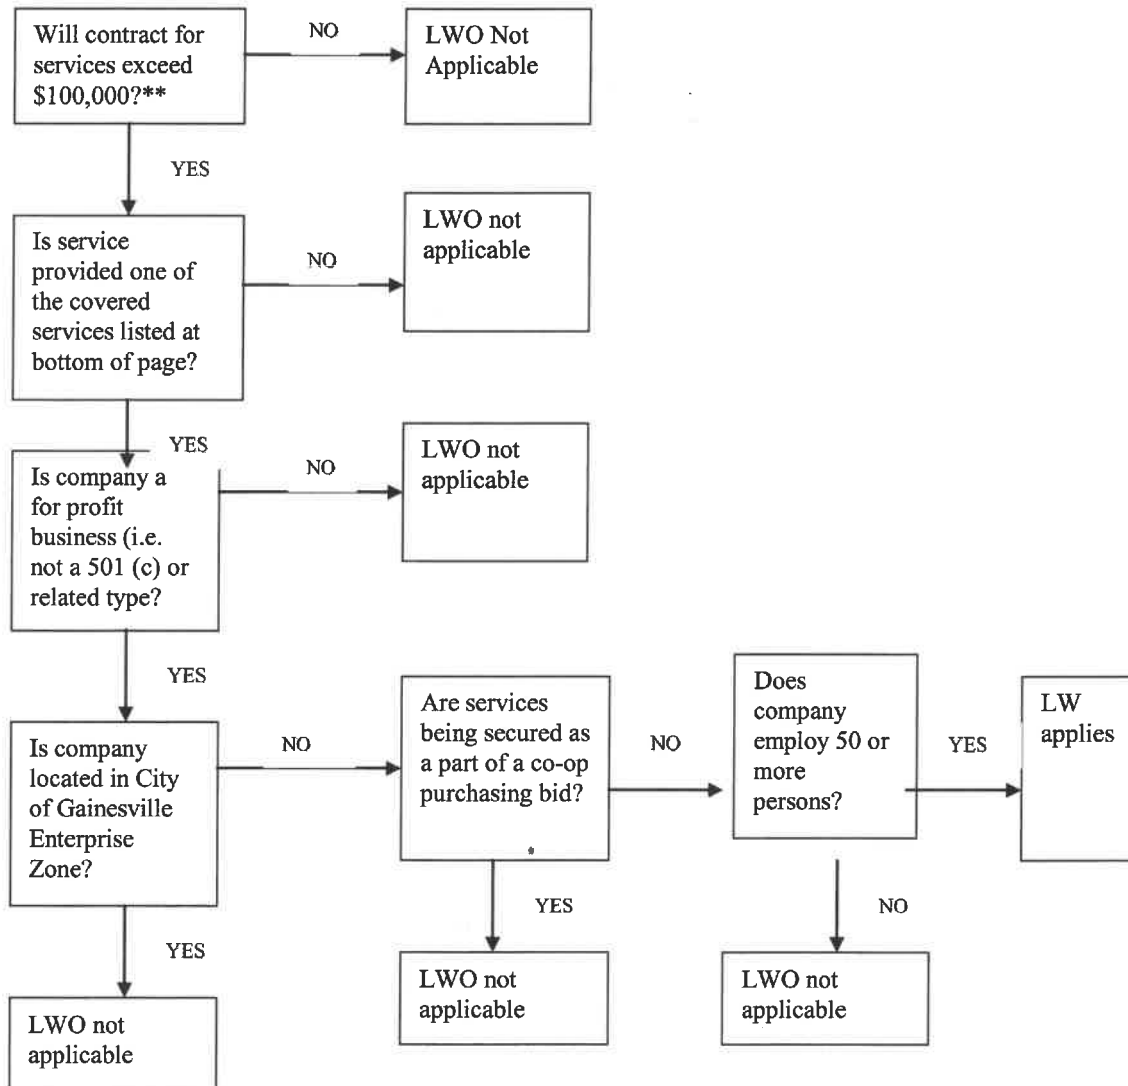 Will contract for
services exceed
$100,000?**
NO
LWO Not
Applicable
YES
Is service
provided one of
the covered
services listed at
bottom of page?
NO
LWO not
applicable
YES
Is company a
for profit
business (i.e.
not a 501 (c) or
related type?
NO
LWO not
applicable
YES
Is company
located in City
of Gainesville
Enterprise
Zone?
NO
Are services
being secured as
a part of a co-op
purchasing bid?
NO
Does
company
employ 50 or
more
persons?
YES
LW
applies
YES
LWO not
applicable
YES
LWO not
applicable
NO
LWO not
applicable